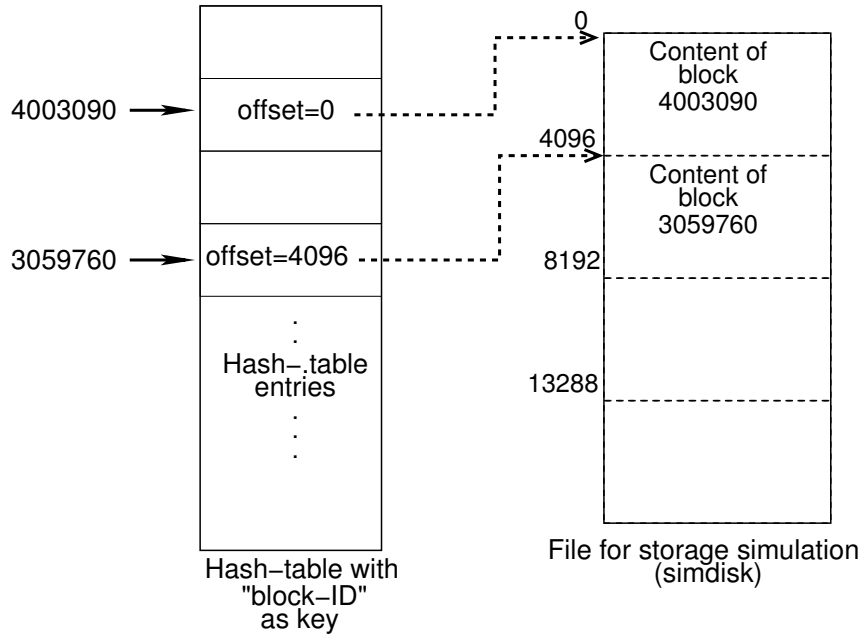 0
Content of
block
4003090
4003090
offset=0
4096
Content of
block
3059760
3059760
offset=4096
8192
.
.
Hash-.table
entries
.
.
.
13288
File for storage simulation
(simdisk)
Hash-table with
"block-ID"
as key